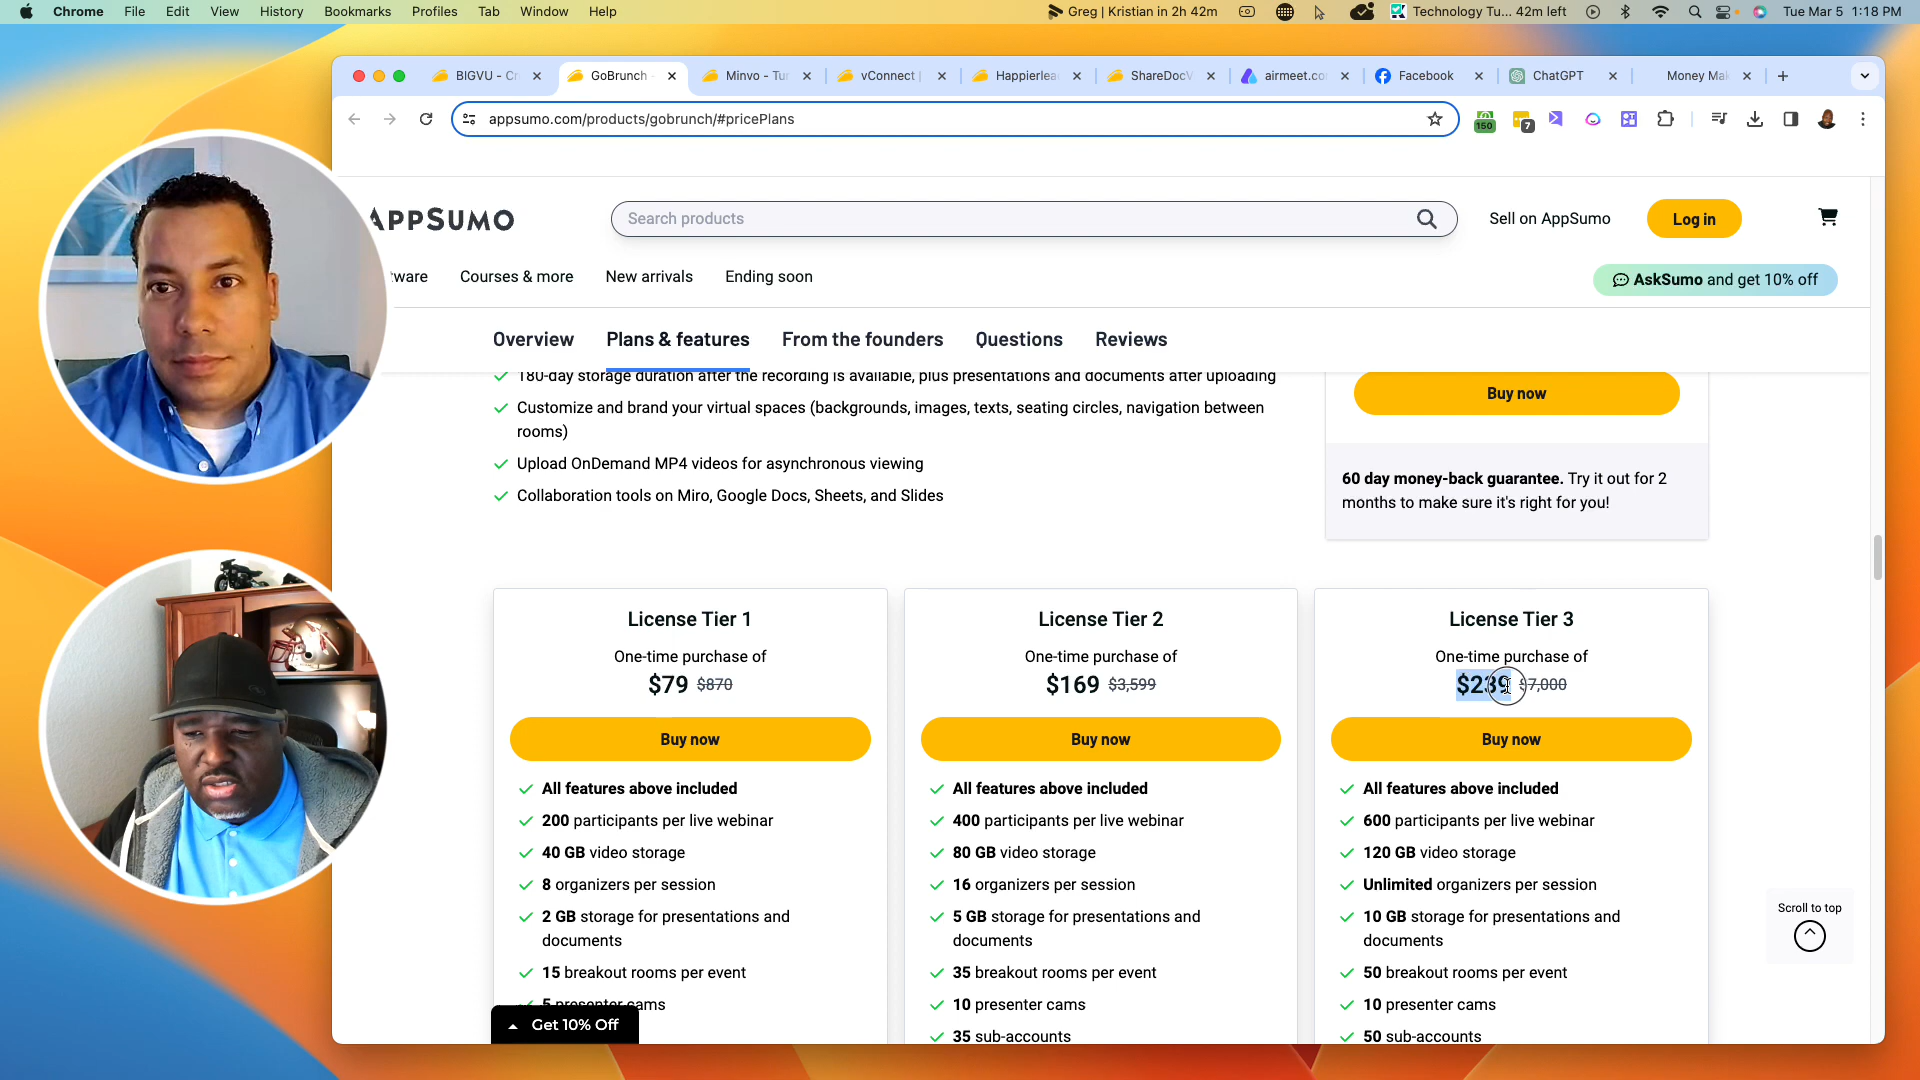 Chrome File Edit View History Bookmarks Profiles Tab Window Help
Greg | Kristian in 2h 42m
Technology Tu... 42m left
Tue Mar 5 1:18 PM
BIGVU - Cr
GoBrunch -
Minvo - Tu
vConnect |
Happierlea
ShareDocV
airmeet.co
Facebook
ChatGPT
Money Ma
appsumo.com/products/gobrunch/#pricePlans
150
7
APPSUMO
Search products
Sell on AppSumo
Log in
tware
Courses & more
New arrivals
Ending soon
AskSumo and get 10% off
Overview
Plans & features
From the founders
Questions
Reviews
180-day storage duration after the recording is available, plus presentations and documents after uploading
Customize and brand your virtual spaces (backgrounds, images, texts, seating circles, navigation between
rooms)
Upload OnDemand MP4 videos for asynchronous viewing
Collaboration tools on Miro, Google Docs, Sheets, and Slides
Buy now
60 day money-back guarantee. Try it out for 2
months to make sure it's right for you!
License Tier 1
One-time purchase of
$79 $870
Buy now
All features above included
200 participants per live webinar
40 GB video storage
8 organizers per session
2 GB storage for presentations and
documents
15 breakout rooms per event
5 presenter cams
License Tier 2
One-time purchase of
$169 $3,599
Buy now
All features above included
400 participants per live webinar
80 GB video storage
16 organizers per session
5 GB storage for presentations and
documents
35 breakout rooms per event
10 presenter cams
35 sub-accounts
License Tier 3
One-time purchase of
$239 $7,000
Buy now
All features above included
600 participants per live webinar
120 GB video storage
Unlimited organizers per session
10 GB storage for presentations and
documents
50 breakout rooms per event
10 presenter cams
50 sub-accounts
Get 10% Off
Scroll to top